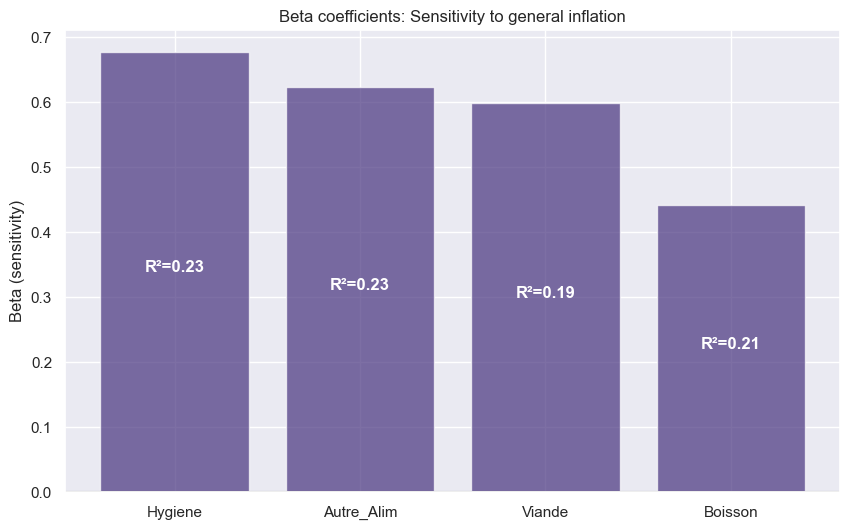 Beta coefficients: Sensitivity to general inflation
Beta (sensitivity)
0.7
0.6
0.5
0.4
0.3
0.2
0.1
0.0
R²=0.23
R²=0.23
R²=0.19
R²=0.21
Hygiene
Autre_Alim
Viande
Boisson